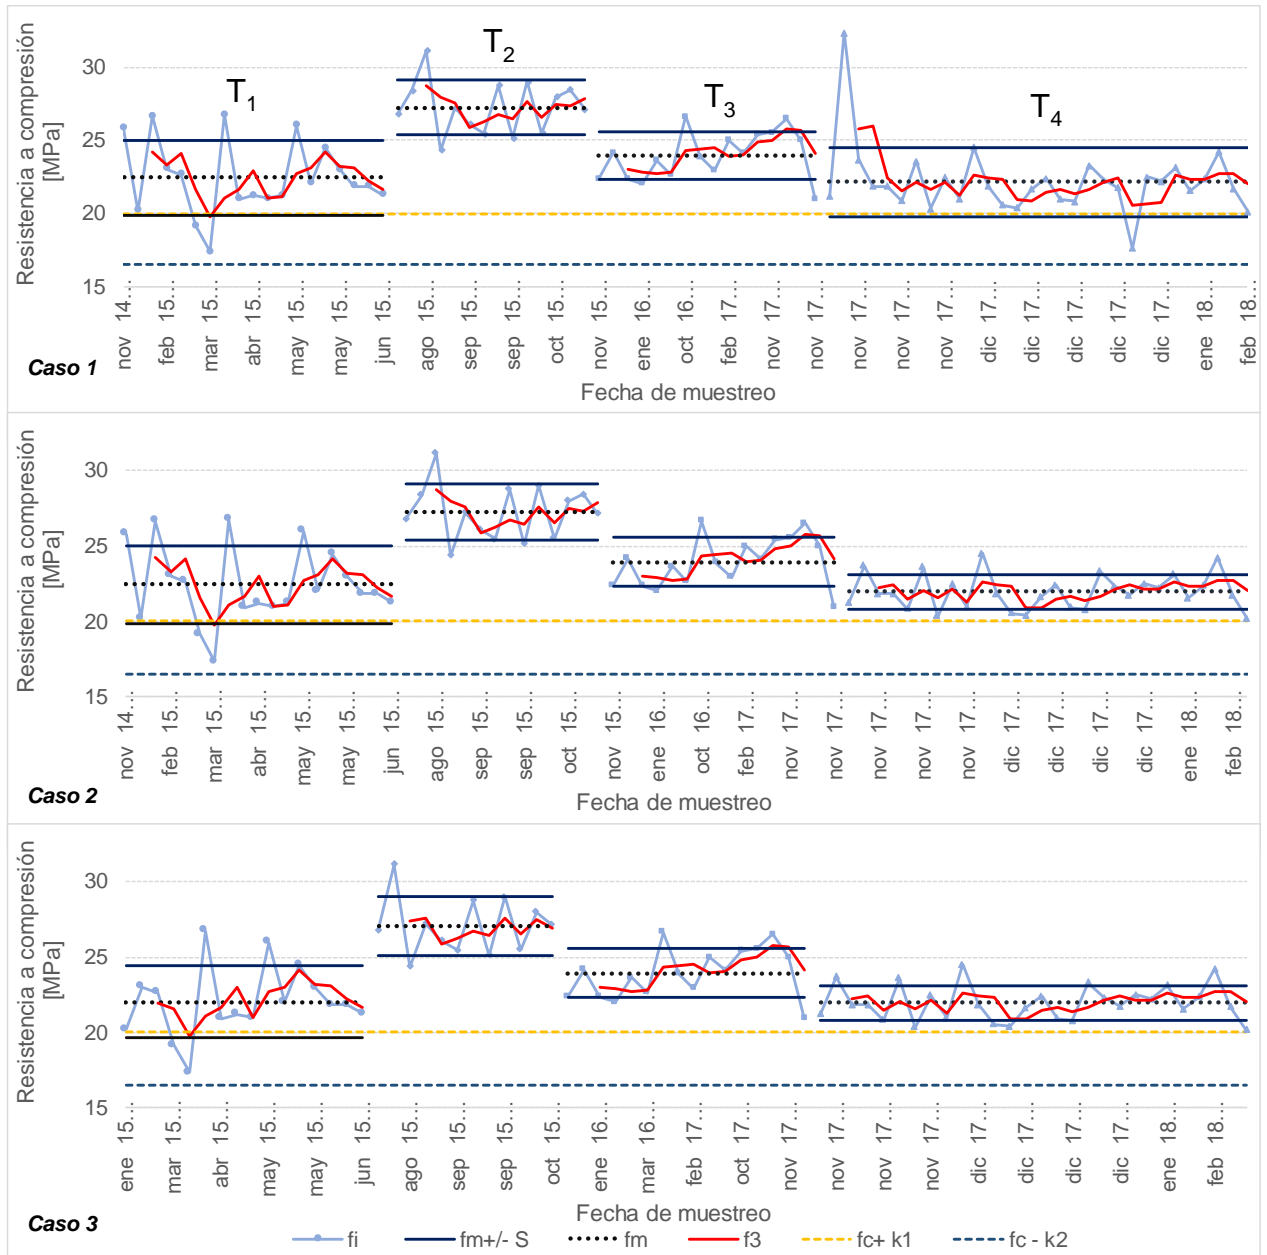 Resistencia a compresión
[MPa]
30
25
20
15
T1
T2
T3
T4
nov 14…
feb 15…
mar 15…
abr 15…
may 15…
may 15…
jun 15…
ago 15…
sep 15…
sep 15…
oct 15…
nov 15…
ene 16…
oct 16…
feb 17…
nov 17…
nov 17…
nov 17…
nov 17…
nov 17…
dic 17…
dic 17…
dic 17…
dic 17…
dic 17…
ene 18…
feb 18…
Caso 1
Fecha de muestreo
Resistencia a compresión
[MPa]
30
25
20
15
nov 14…
feb 15…
mar 15…
abr 15…
may 15…
may 15…
jun 15…
ago 15…
sep 15…
sep 15…
oct 15…
nov 15…
ene 16…
oct 16…
feb 17…
nov 17…
nov 17…
nov 17…
nov 17…
nov 17…
dic 17…
dic 17…
dic 17…
dic 17…
ene 18…
feb 18…
Caso 2
Fecha de muestreo
Resistencia a compresión
[MPa]
30
25
20
15
ene 15…
mar 15…
abr 15…
may 15…
may 15…
jun 15…
ago 15…
sep 15…
sep 15…
oct 15…
ene 16…
mar 16…
feb 17…
oct 17…
nov 17…
nov 17…
nov 17…
nov 17…
dic 17…
dic 17…
dic 17…
dic 17…
dic 17…
feb 18…
Caso 3
Fecha de muestreo
fi
fm+/- S
fm
f3
fc+ k1
fc - k2